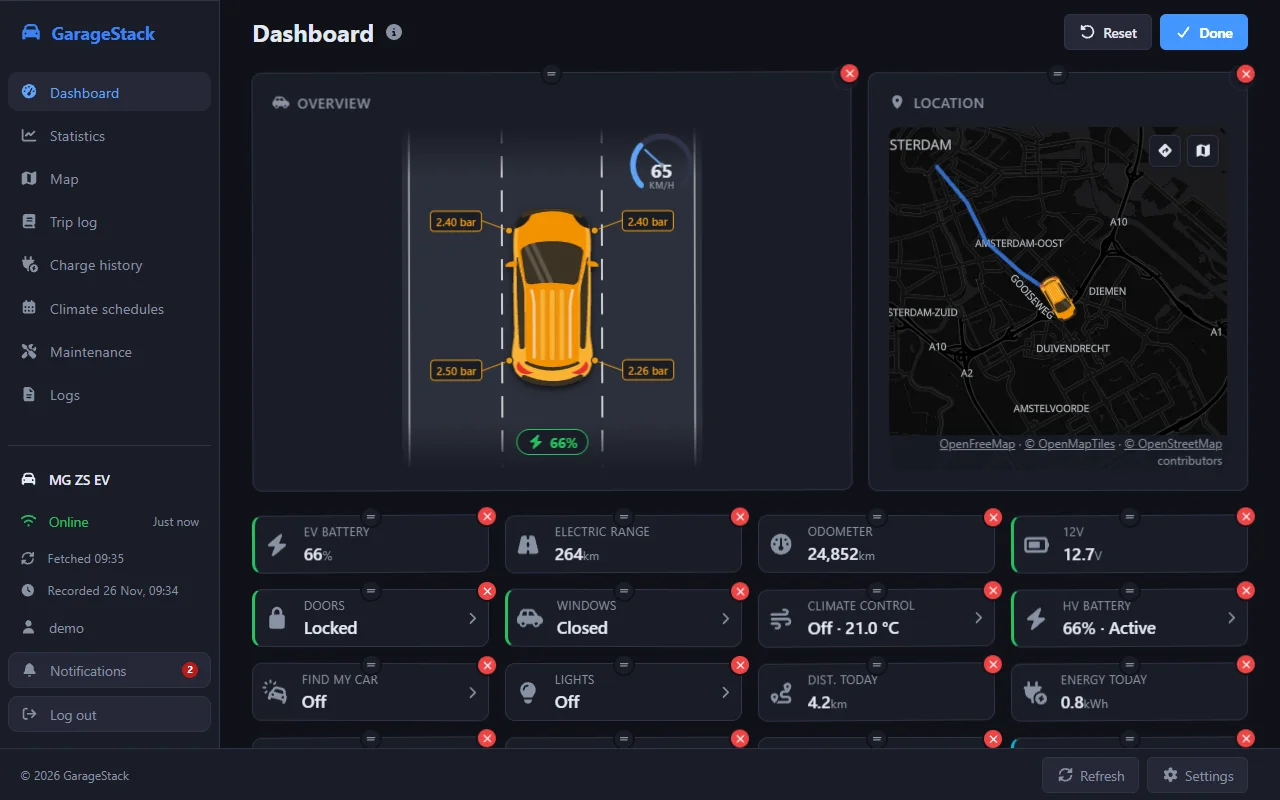 GarageStack
Dashboard
Statistics
Map
Trip log
Charge history
Climate schedules
Maintenance
Logs
MG ZS EV
Online
Just now
Fetched 09:35
Recorded 26 Nov, 09:34
demo
Notifications
2
Log out
Dashboard
Reset
Done
OVERVIEW
65
KM/H
2.40 bar
2.40 bar
2.50 bar
2.26 bar
66%
LOCATION
STERDAM
A10
AMSTERDAM-OOST
GOOISEWEG
DIEMEN
STERDAM-ZUID
A1
A10
DUIVENDRECHT
A2
AMSTELVOORDE
OpenFreeMap · © OpenMapTiles · © OpenStreetMap
contributors
EV BATTERY
66%
ELECTRIC RANGE
264km
ODOMETER
24,852km
12V
12.7V
DOORS
Locked
WINDOWS
Closed
CLIMATE CONTROL
Off · 21.0 °C
HV BATTERY
66% · Active
FIND MY CAR
Off
LIGHTS
Off
DIST. TODAY
4.2km
ENERGY TODAY
0.8kWh
© 2026 GarageStack
Refresh
Settings